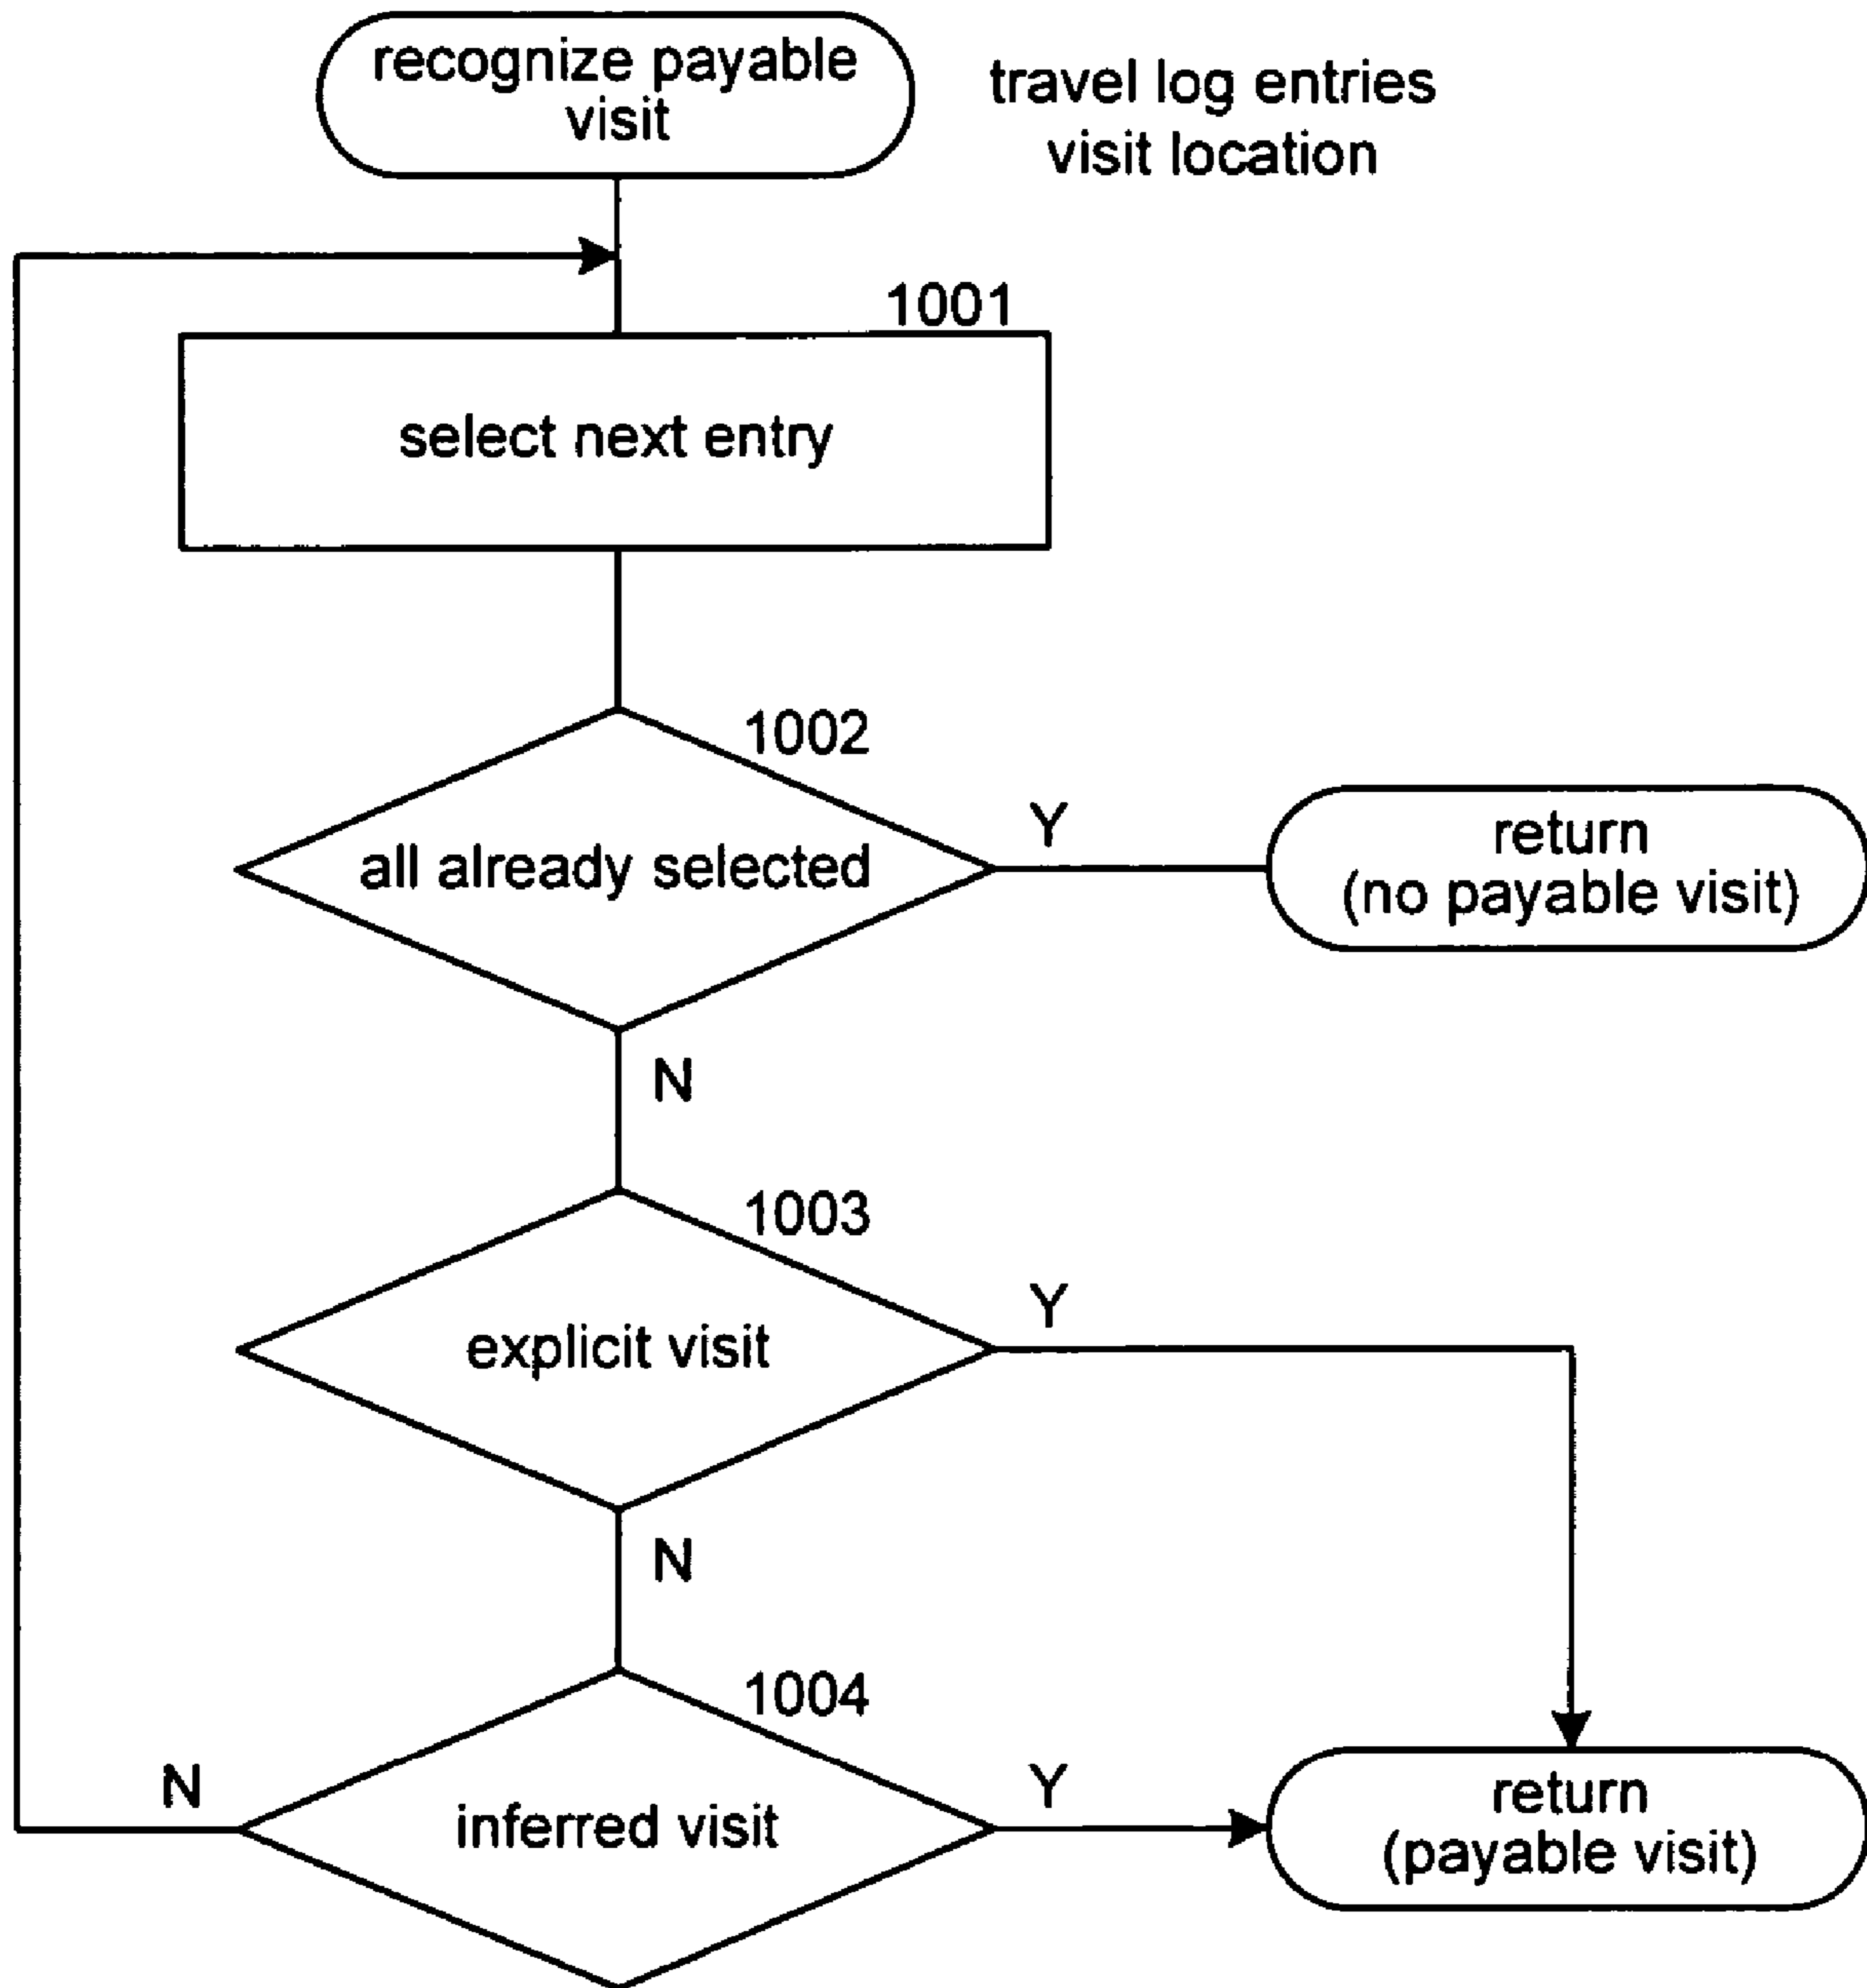 recognize payable
visit
travel log entries
visit location
1001
select next entry
1002
all already selected
Y
return
(no payable visit)
N
1003
explicit visit
Y
N
1004
N
inferred visit
Y
return
(payable visit)